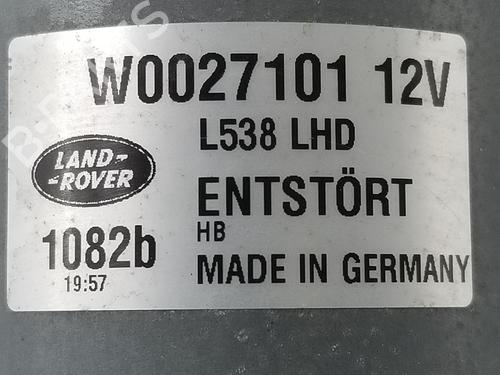 W0027101 12V
L538 LHD
LAND-
-ROVER
ENTSTÖRT
HB
1082b
19:57
MADE IN GERMANY